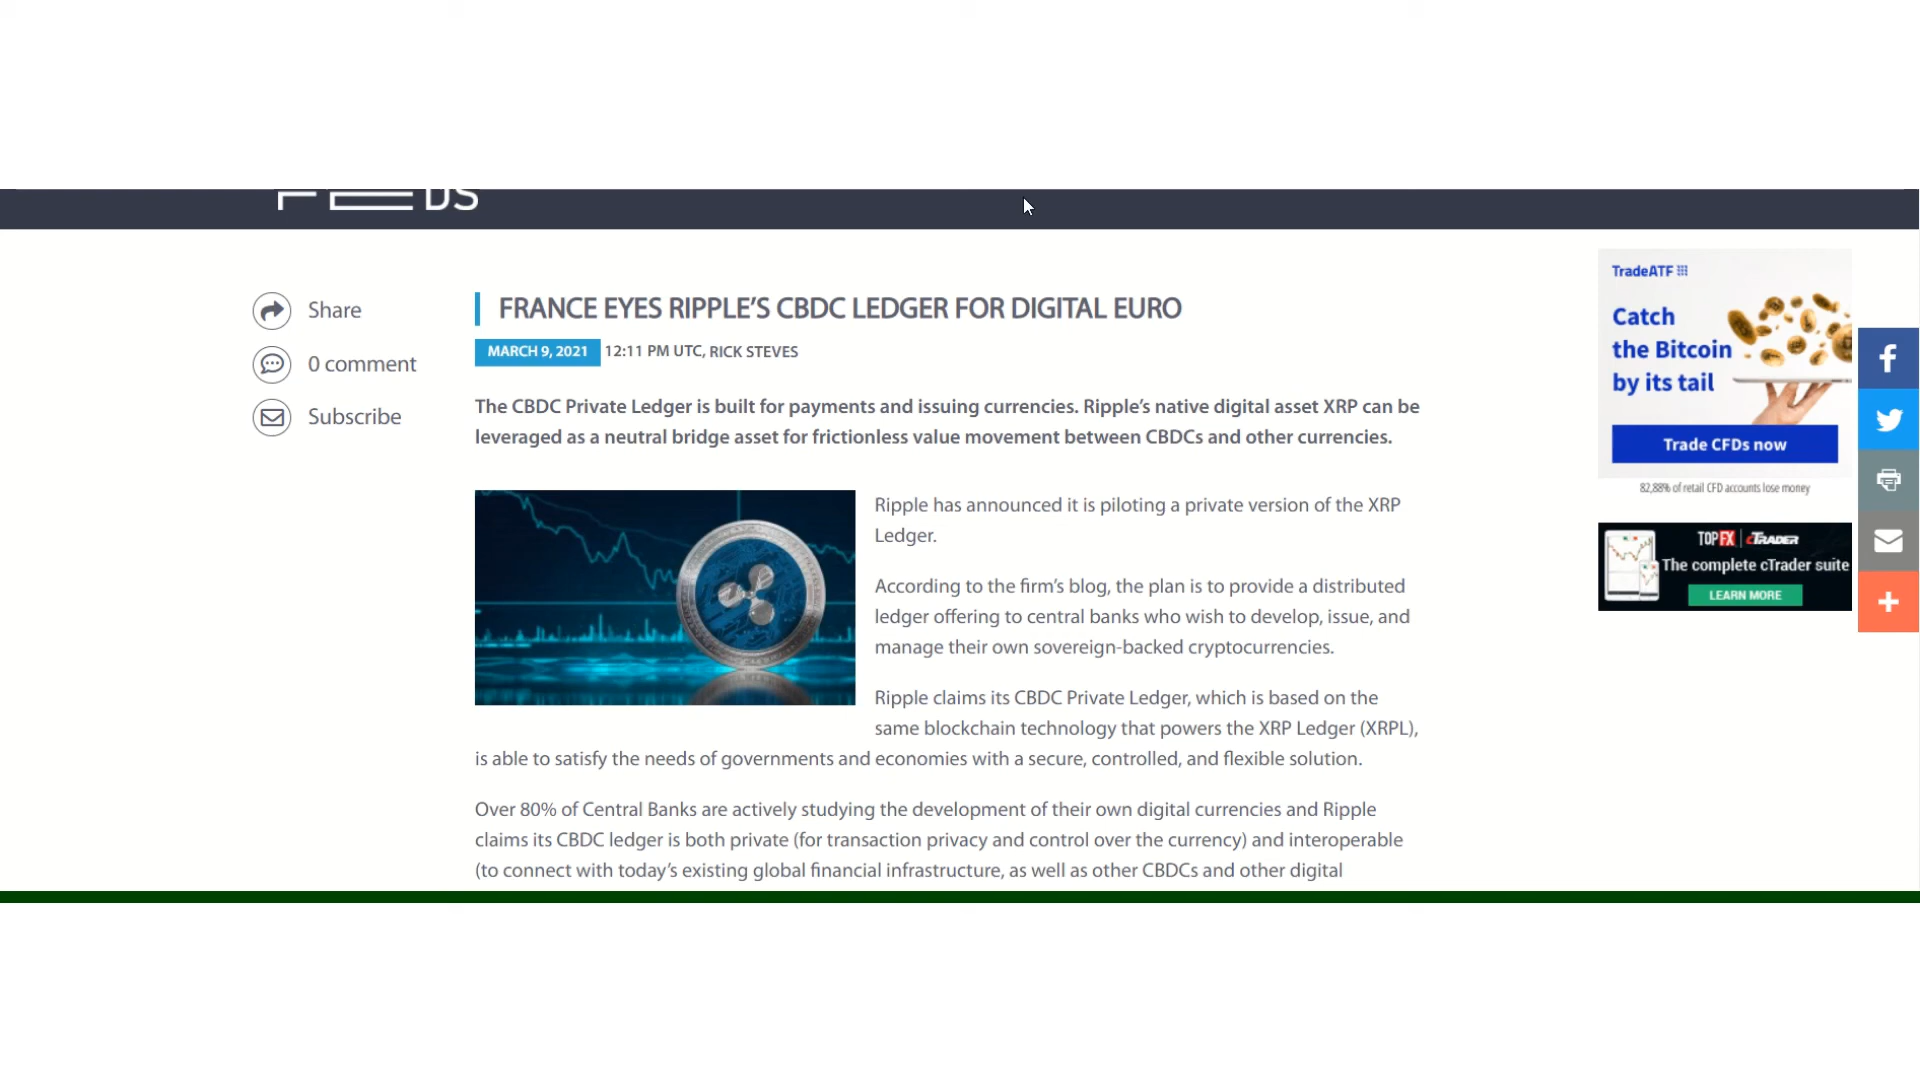 DS
Share
0 comment
Subscribe
FRANCE EYES RIPPLE’S CBDC LEDGER FOR DIGITAL EURO
MARCH 9, 2021 12:11 PM UTC, RICK STEVES
The CBDC Private Ledger is built for payments and issuing currencies. Ripple’s native digital asset XRP can be
leveraged as a neutral bridge asset for frictionless value movement between CBDCs and other currencies.
Ripple has announced it is piloting a private version of the XRP
Ledger.
According to the firm’s blog, the plan is to provide a distributed
ledger offering to central banks who wish to develop, issue, and
manage their own sovereign-backed cryptocurrencies.
Ripple claims its CBDC Private Ledger, which is based on the
same blockchain technology that powers the XRP Ledger (XRPL),
is able to satisfy the needs of governments and economies with a secure, controlled, and flexible solution.
Over 80% of Central Banks are actively studying the development of their own digital currencies and Ripple
claims its CBDC ledger is both private (for transaction privacy and control over the currency) and interoperable
(to connect with today’s existing global financial infrastructure, as well as other CBDCs and other digital
TradeATF
Catch
the Bitcoin
by its tail
Trade CFDs now
82,88% of retail CFD accounts lose money
TOPFX | cTRADER
The complete cTrader suite
LEARN MORE